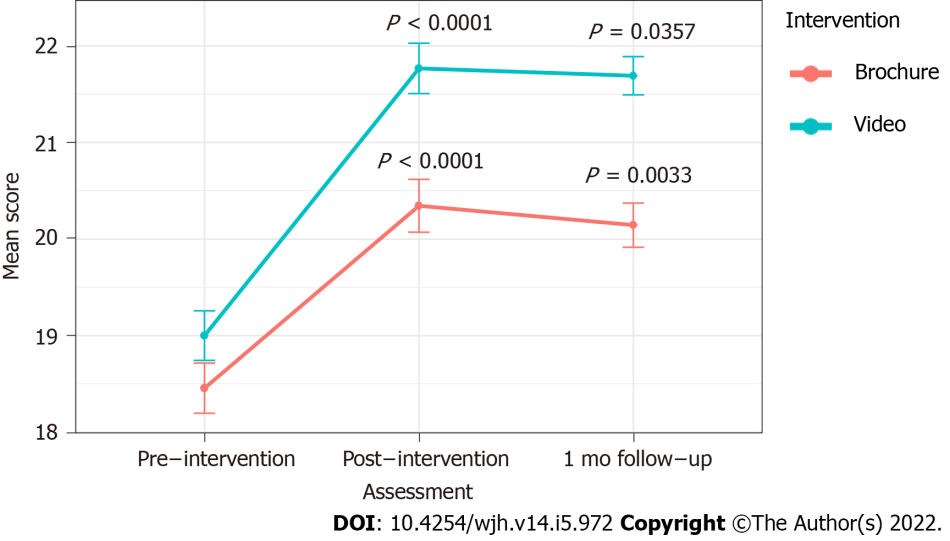 P < 0.0001
P = 0.0357
Intervention
Brochure
Video
P < 0.0001
P = 0.0033
22
21
20
19
18
Mean score
Pre−intervention
Post−intervention
1 mo follow−up
Assessment
DOI: 10.4254/wjh.v14.i5.972 Copyright ©The Author(s) 2022.